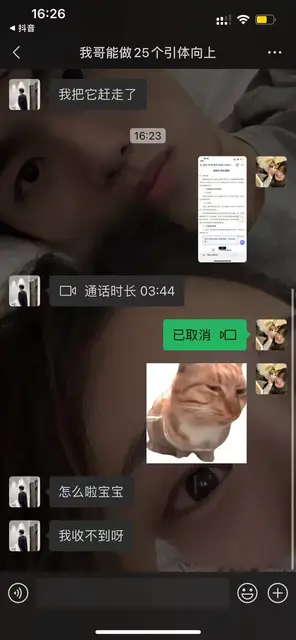 16:26
抖音
我哥能做25个引体向上
我把它赶走了
16:23
通话时长 03:44
已取消
怎么啦宝宝
我收不到呀